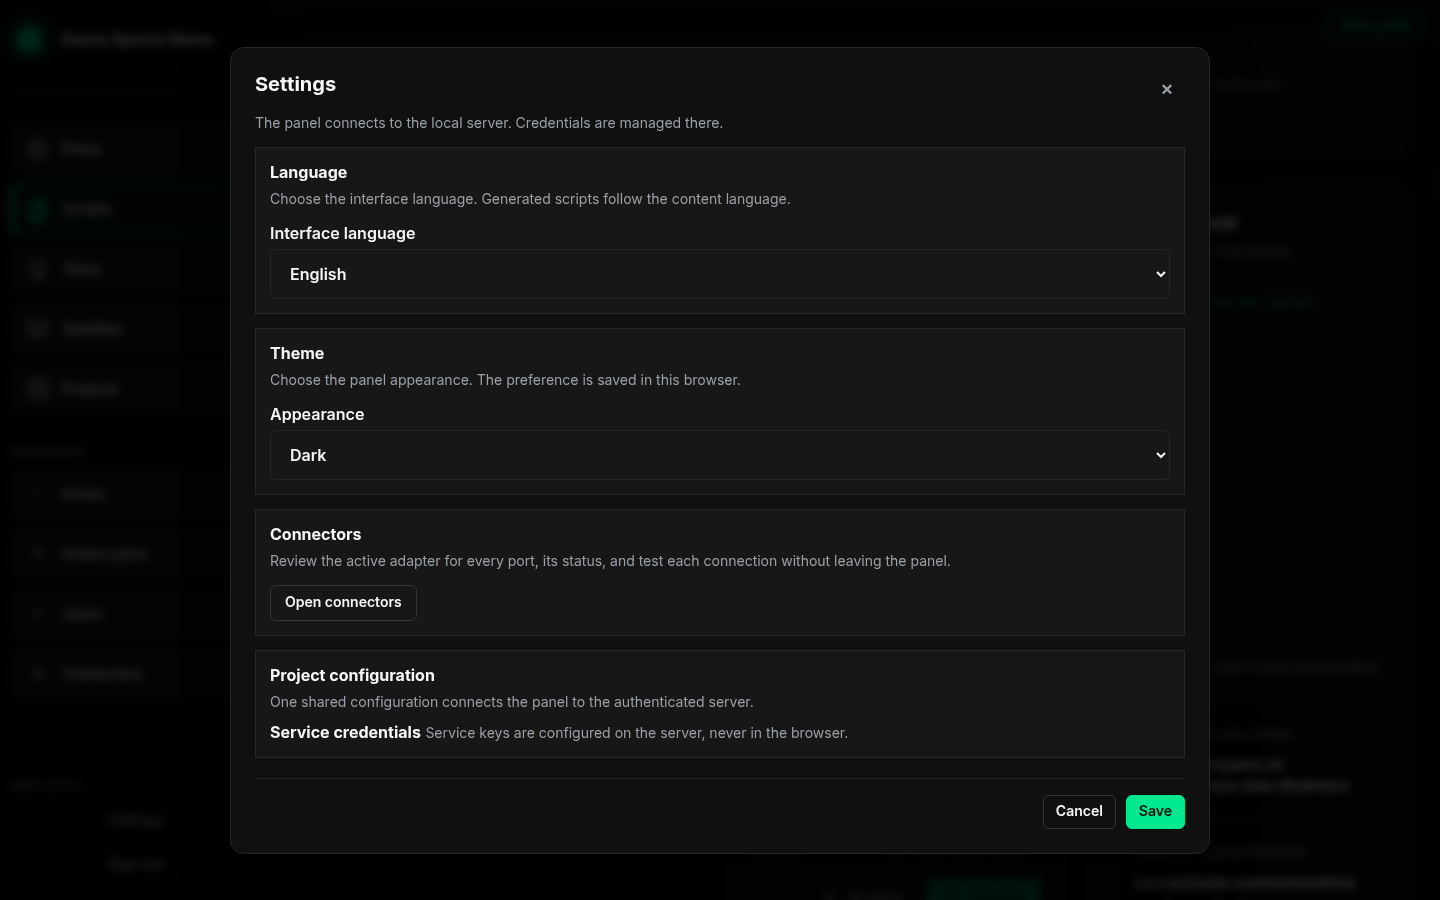 Settings
×
The panel connects to the local server. Credentials are managed there.
Language
Choose the interface language. Generated scripts follow the content language.
Interface language
English
Theme
Choose the panel appearance. The preference is saved in this browser.
Appearance
Dark
Connectors
Review the active adapter for every port, its status, and test each connection without leaving the panel.
Open connectors
Project configuration
One shared configuration connects the panel to the authenticated server.
Service credentials Service keys are configured on the server, never in the browser.
Cancel
Save